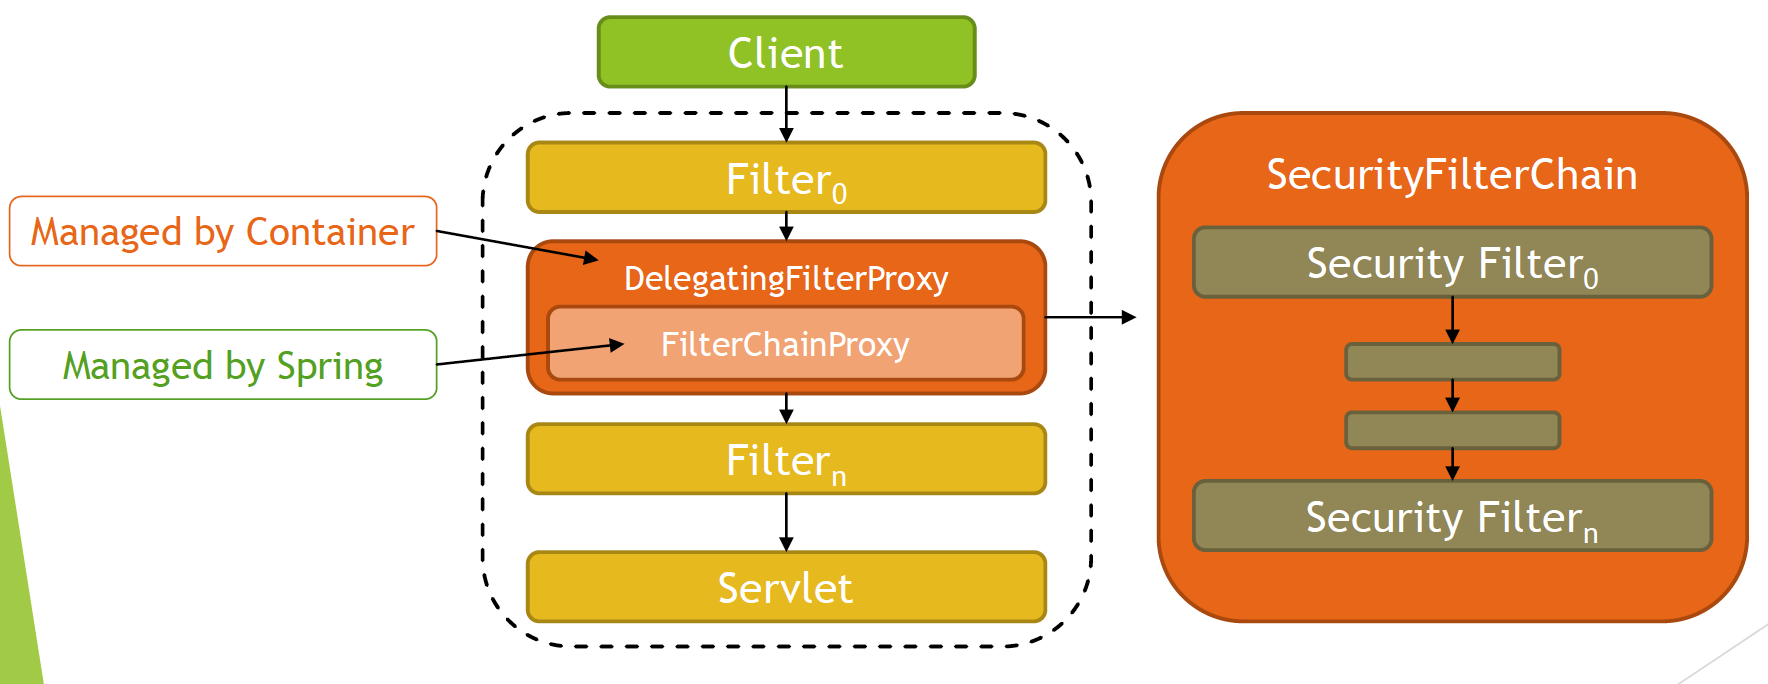 Client
Filter0
Managed by Container
DelegatingFilterProxy
FilterChainProxy
Managed by Spring
Filtern
Servlet
SecurityFilterChain
Security Filter0
Security Filtern